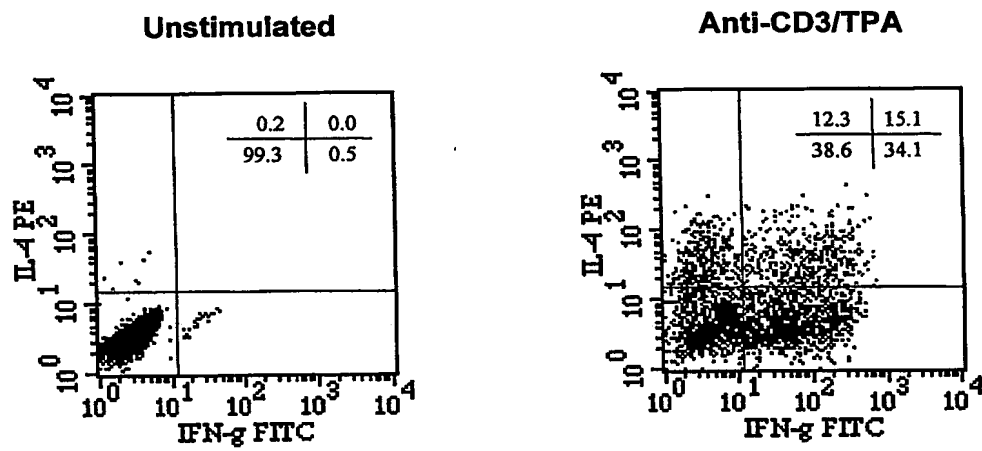 Unstimulated
0.2 0.0
99.3 0.5
10^4
10^3
10^2
10^1
10^0
IL-4 PE
10^0 10^1 10^2 10^3 10^4
IFN-g FITC
Anti-CD3/TPA
12.3 15.1
38.6 34.1
10^4
10^3
10^2
10^1
10^0
IL-4 PE
10^0 10^1 10^2 10^3 10^4
IFN-g FITC